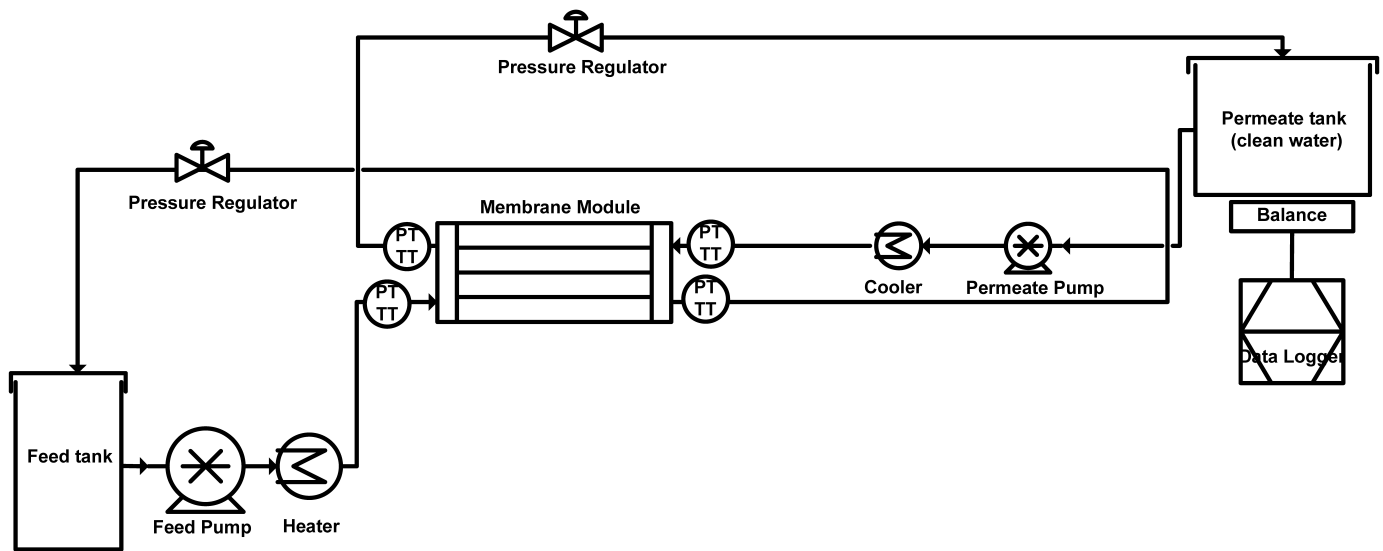 Pressure Regulator
Permeate tank
(clean water)
Pressure Regulator
Membrane Module
Balance
PT
TT
PT
TT
Cooler
Permeate Pump
PT
TT
PT
TT
Data Logger
Feed tank
Feed Pump
Heater